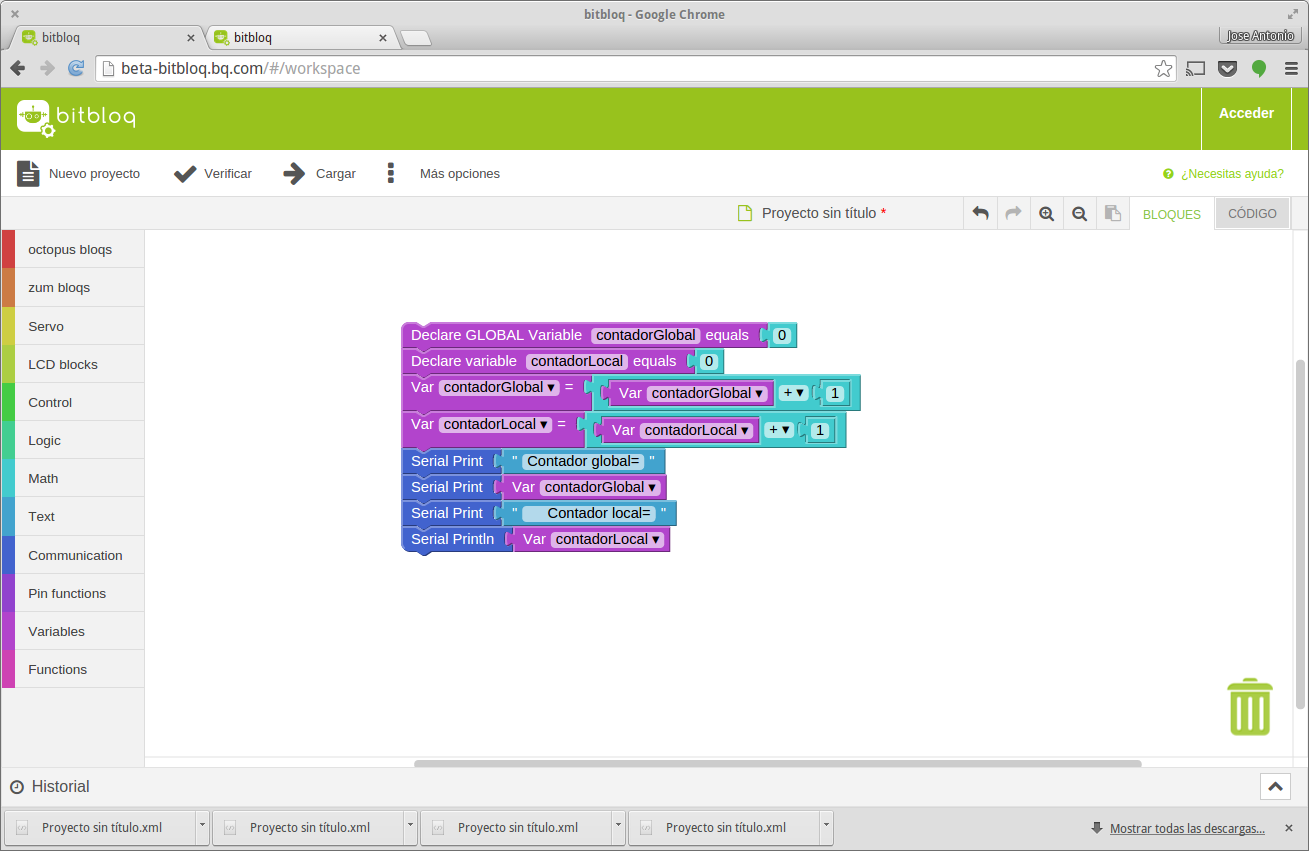 bitbloq - Google Chrome
bitbloq bitbloq Jose Antonio
beta-bitbloq.bq.com/#/workspace
bitbloq Acceder
Nuevo proyecto Verificar Cargar Más opciones ¿Necesitas ayuda?
Proyecto sin título * BLOQUES CÓDIGO
octopus bloqs
zum bloqs
Servo
LCD blocks
Control
Logic
Math
Text
Communication
Pin functions
Variables
Functions
Declare GLOBAL Variable contadorGlobal equals 0
Declare variable contadorLocal equals 0
Var contadorGlobal ▾ = Var contadorGlobal ▾ + ▾ 1
Var contadorLocal ▾ = Var contadorLocal ▾ + ▾ 1
Serial Print " Contador global= "
Serial Print Var contadorGlobal ▾
Serial Print " Contador local= "
Serial Println Var contadorLocal ▾
Historial
Proyecto sin título.xml Proyecto sin título.xml Proyecto sin título.xml Proyecto sin título.xml Mostrar todas las descargas...